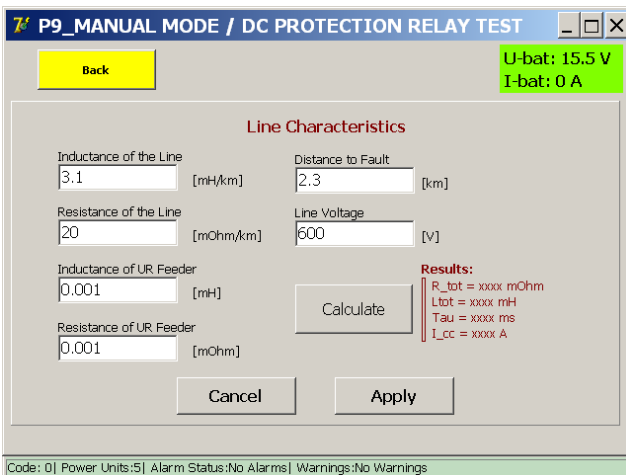 P9_MANUAL MODE / DC PROTECTION RELAY TEST
Back
U-bat: 15.5 V
I-bat: 0 A
Line Characteristics
Inductance of the Line
3.1
[mH/km]
Distance to Fault
2.3
[km]
Resistance of the Line
20
[mOhm/km]
Line Voltage
600
[V]
Inductance of UR Feeder
0.001
[mH]
Resistance of UR Feeder
0.001
[mOhm]
Calculate
Results:
R_tot = xxxx mOhm
Ltot = xxxx mH
Tau = xxxx ms
I_cc = xxxx A
Cancel
Apply
Code: 0| Power Units:5| Alarm Status:No Alarms| Warnings:No Warnings